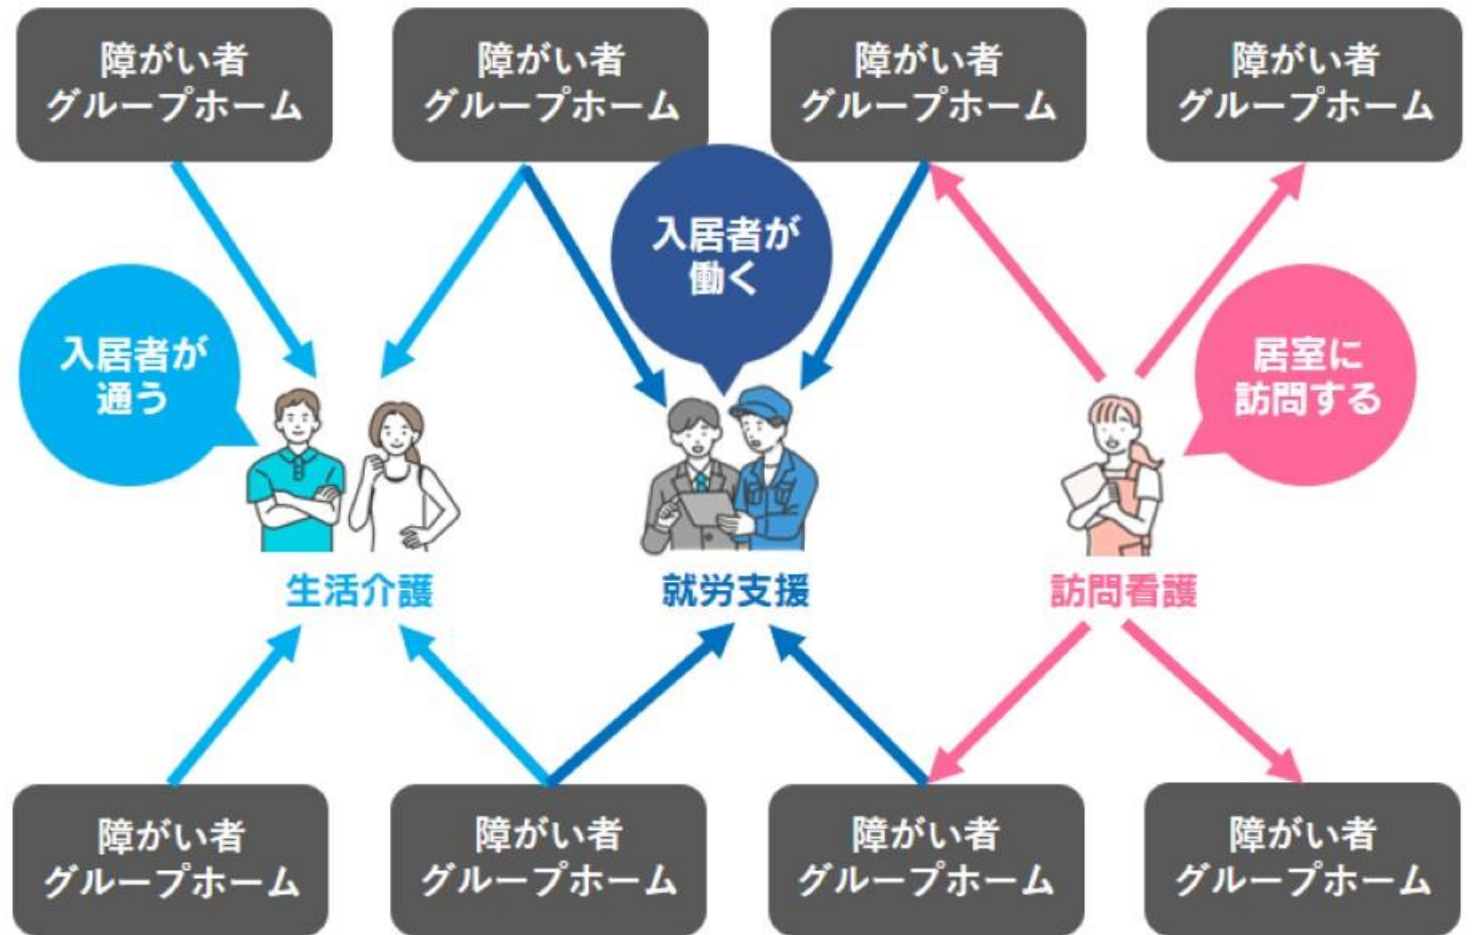 障がい者
グループホーム
障がい者
グループホーム
障がい者
グループホーム
障がい者
グループホーム
入居者が
働く
入居者が
通う
居室に
訪問する
生活介護
就労支援
訪問看護
障がい者
グループホーム
障がい者
グループホーム
障がい者
グループホーム
障がい者
グループホーム